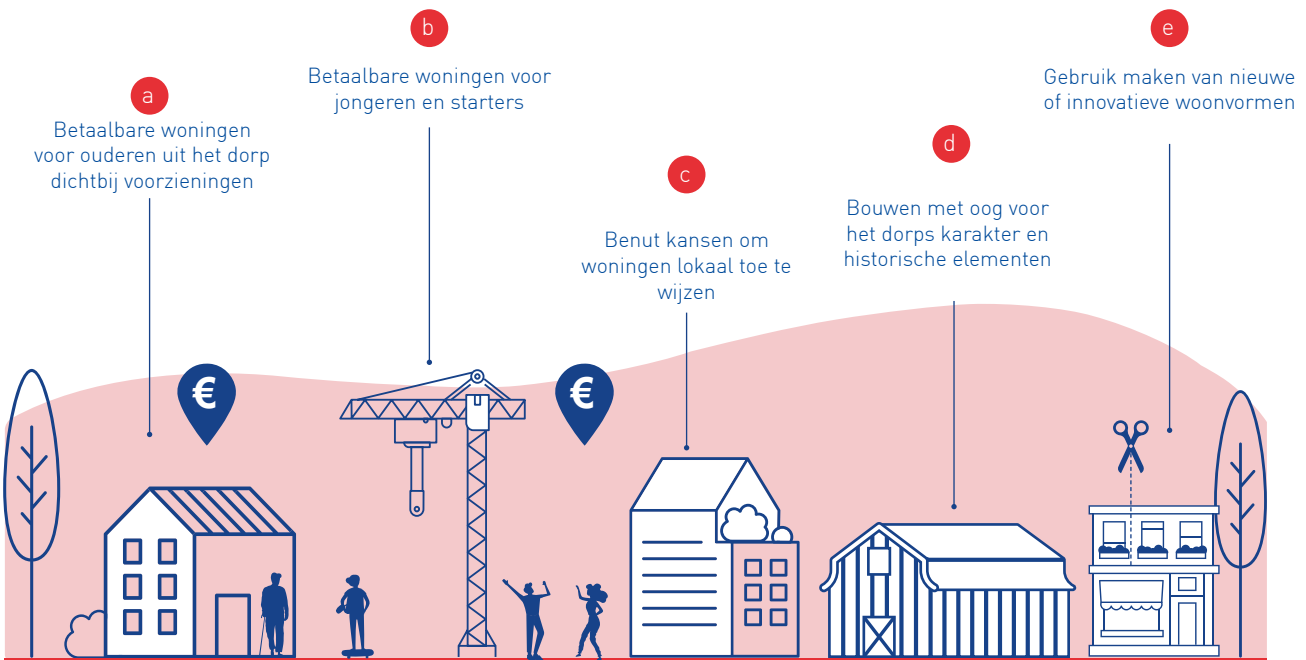 a
Betaalbare woningen
voor ouderen uit het dorp
dichtbij voorzieningen
b
Betaalbare woningen voor
jongeren en starters
c
Benut kansen om
woningen lokaal toe te
wijzen
d
Bouwen met oog voor
het dorps karakter en
historische elementen
e
Gebruik maken van nieuwe
of innovatieve woonvormen
€
€